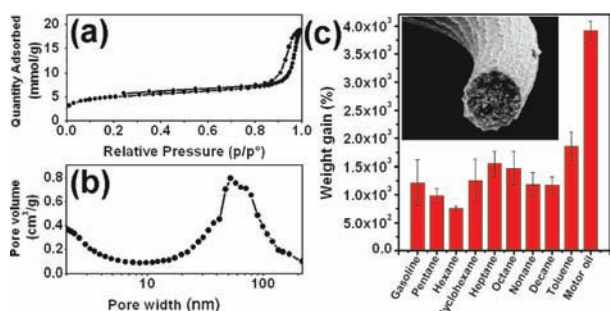 (a)
Quantity Adsorbed
(mmol/g)
20
15
10
5
0
0.0 0.2 0.4 0.6 0.8 1.0
Relative Pressure (p/p°)
(b)
Pore volume
(cm³/g)
0.8
0.6
0.4
0.2
0.0
10 100
Pore width (nm)
(c)
Weight gain (%)
4.0x10³
3.5x10³
3.0x10³
2.5x10³
2.0x10³
1.5x10³
1.0x10³
5.0x10²
0.0
Gasoline
Pentane
Hexane
Cyclohexane
Heptane
Octane
Nonane
Decane
Toluene
Motor oil